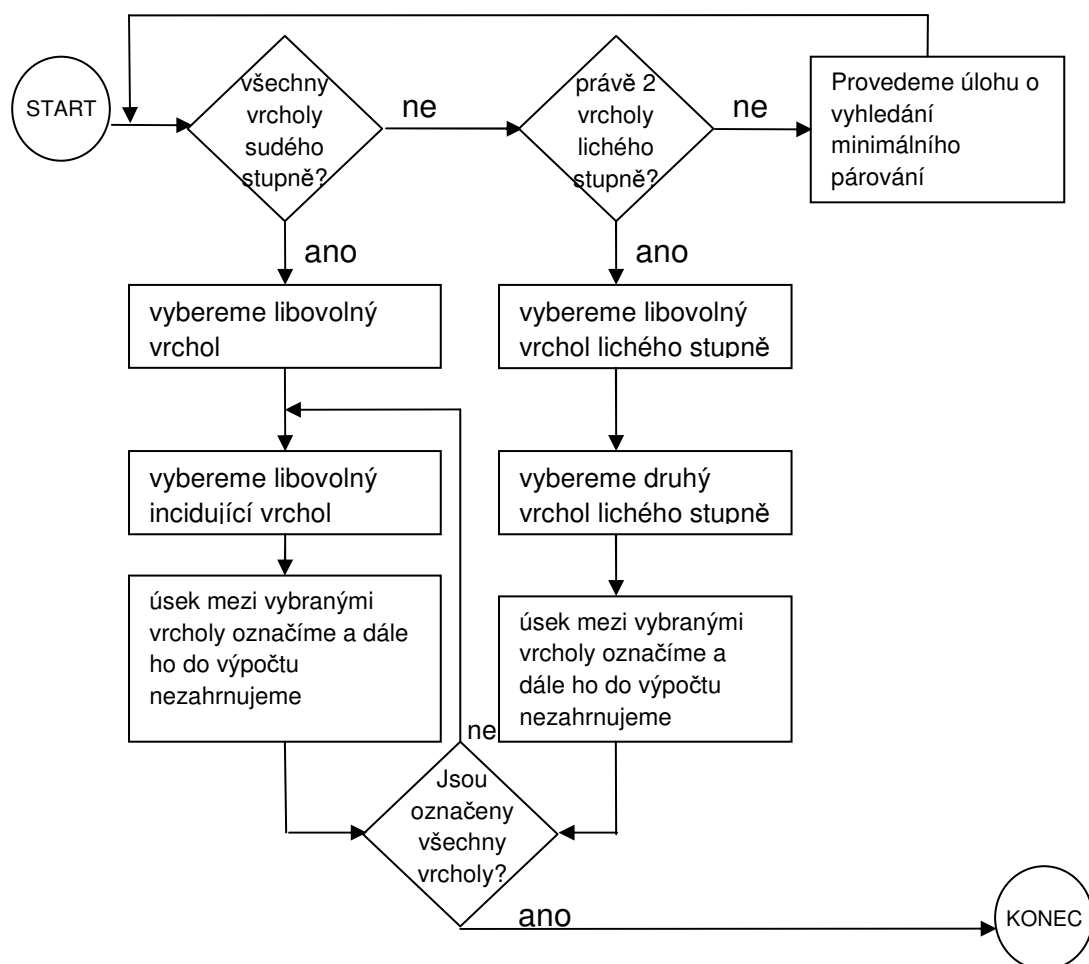 START
všechny
vrcholy
sudého
stupně?
ne
právě 2
vrcholy
lichého
stupně?
ne
Provedeme úlohu o
vyhledání
minimálního
párování
ano
ano
vybereme libovolný
vrchol
vybereme libovolný
vrchol lichého stupně
vybereme libovolný
incidující vrchol
vybereme druhý
vrchol lichého stupně
úsek mezi vybranými
vrcholy označíme a dále
ho do výpočtu
nezahrnujeme
úsek mezi vybranými
vrcholy označíme a
dále ho do výpočtu
nezahrnujeme
ne
Jsou
označeny
všechny
vrcholy?
ano
KONEC